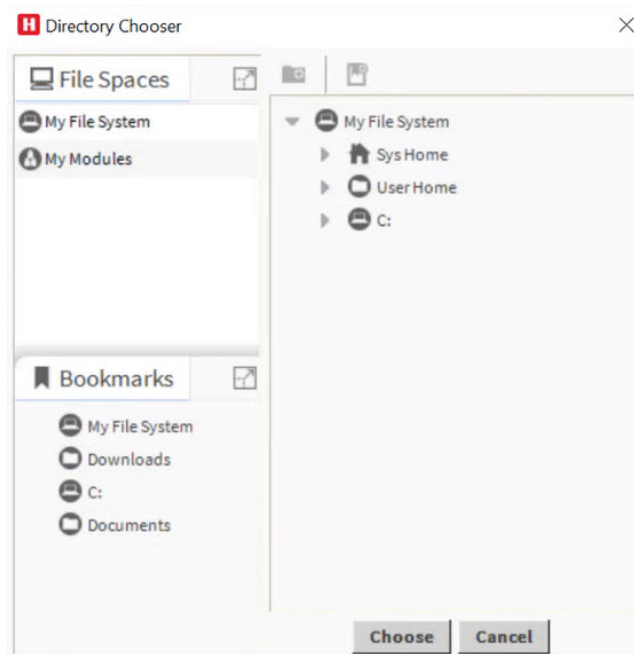 H Directory Chooser
File Spaces
My File System
My Modules
Bookmarks
My File System
Downloads
C:
Documents
My File System
Sys Home
User Home
C:
Choose
Cancel